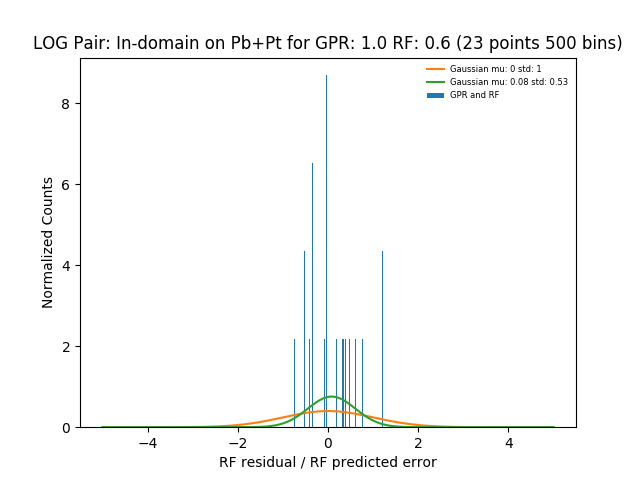 LOG Pair: In-domain on Pb+Pt for GPR: 1.0 RF: 0.6 (23 points 500 bins)
Gaussian mu: 0 std: 1
Gaussian mu: 0.08 std: 0.53
GPR and RF
Normalized Counts
8
6
4
2
0
−4
−2
0
2
4
RF residual / RF predicted error